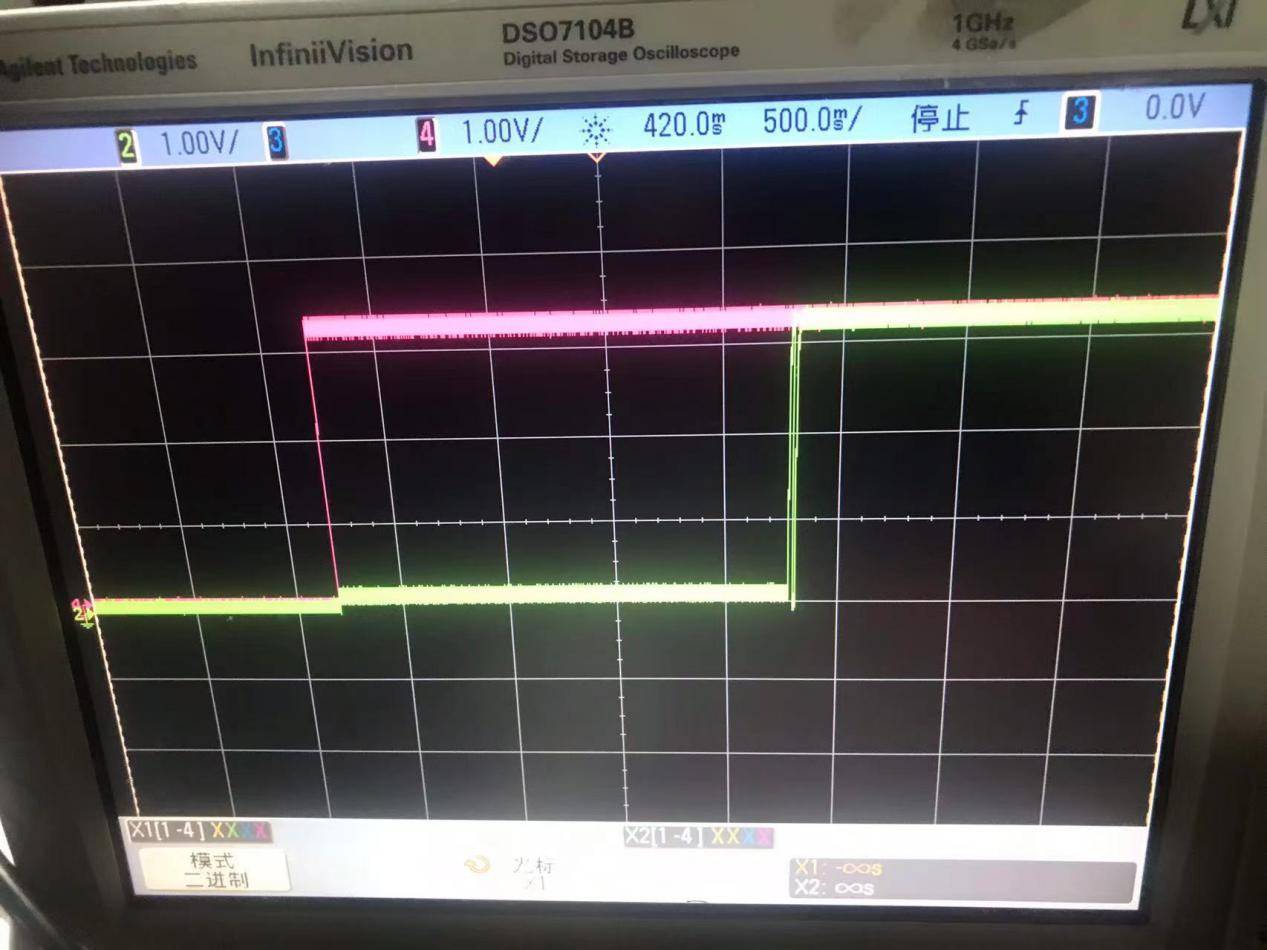 Agilent Technologies InfiniiVision DSO7104B 1GHz LXI
Digital Storage Oscilloscope 4 GSa/s
2 1.00V/ 3 4 1.00V/ 420.0ms 500.0ms/ 停止 3 0.0V
2
X1[1-4] XXXX X2[1-4] XXXX
模式 光标 X1: -∞s
二进制 X1 X2: ∞s